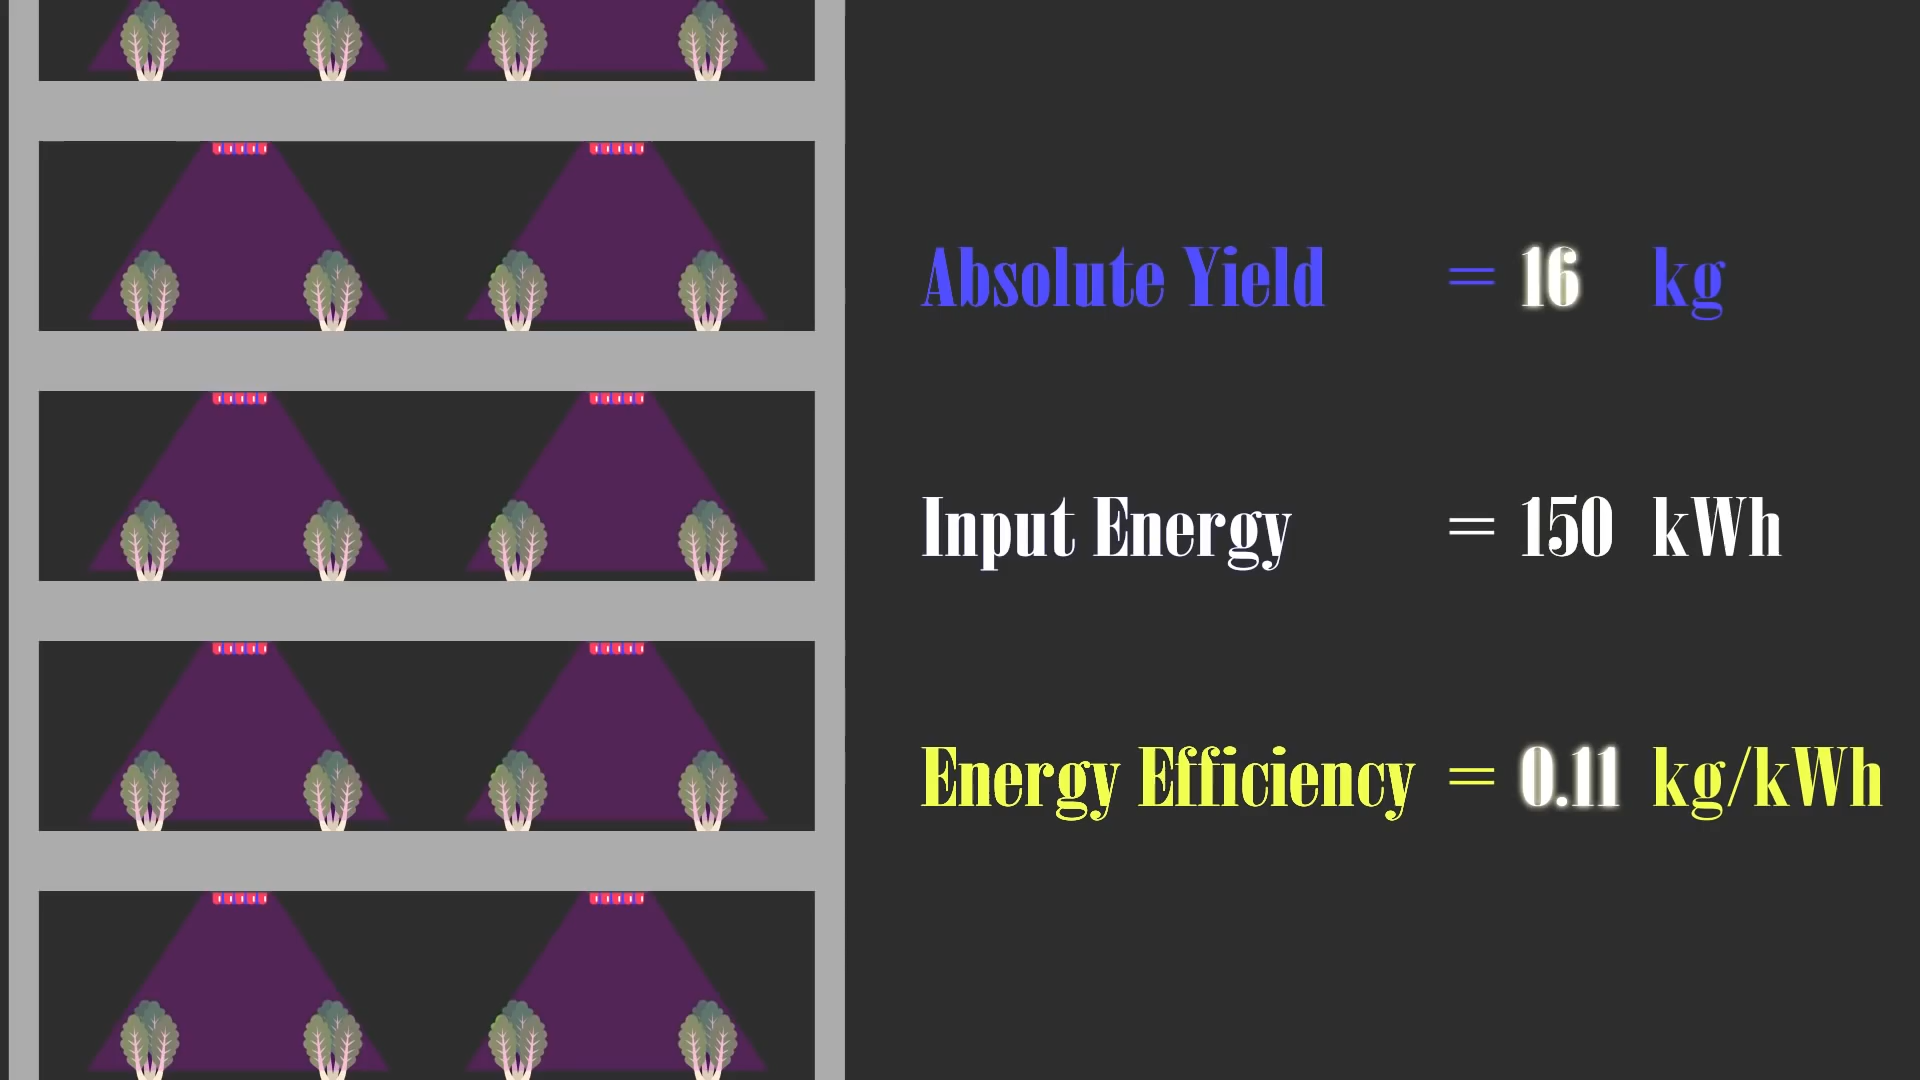 Absolute Yield = 16 kg
Input Energy = 150 kWh
Energy Efficiency = 0.11 kg/kWh